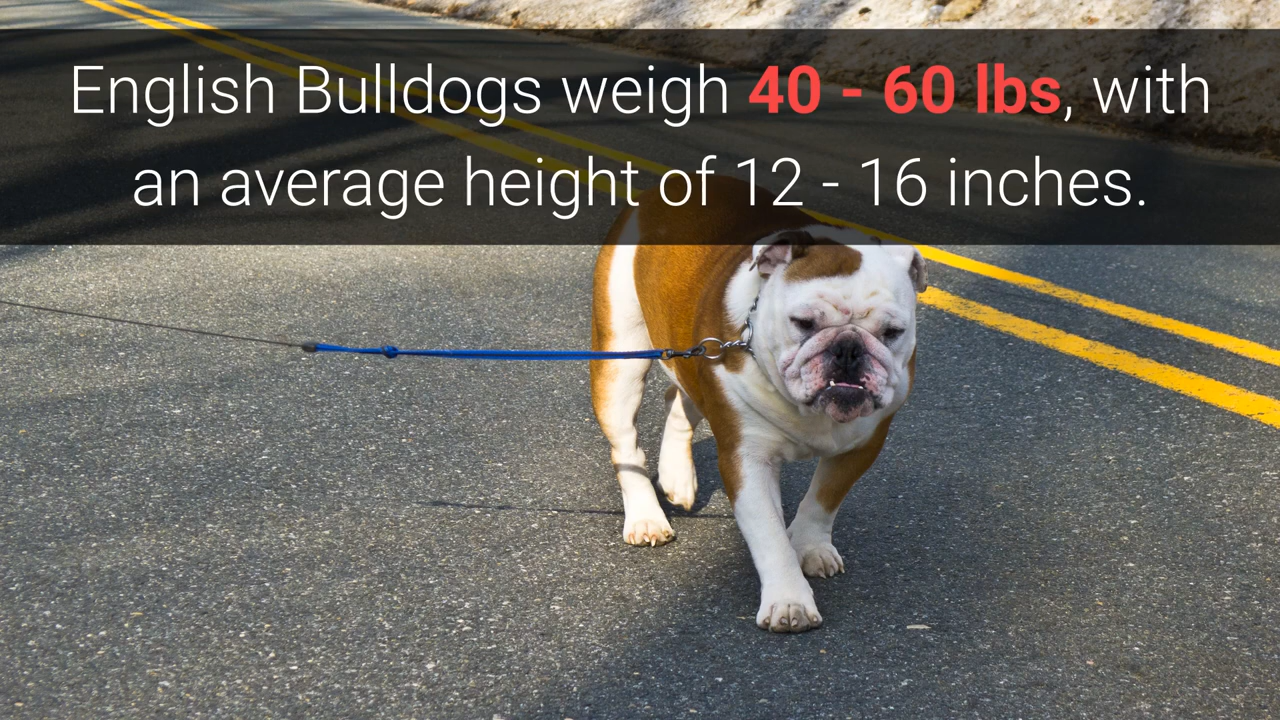 English Bulldogs weigh 40 - 60 lbs, with
an average height of 12 - 16 inches.